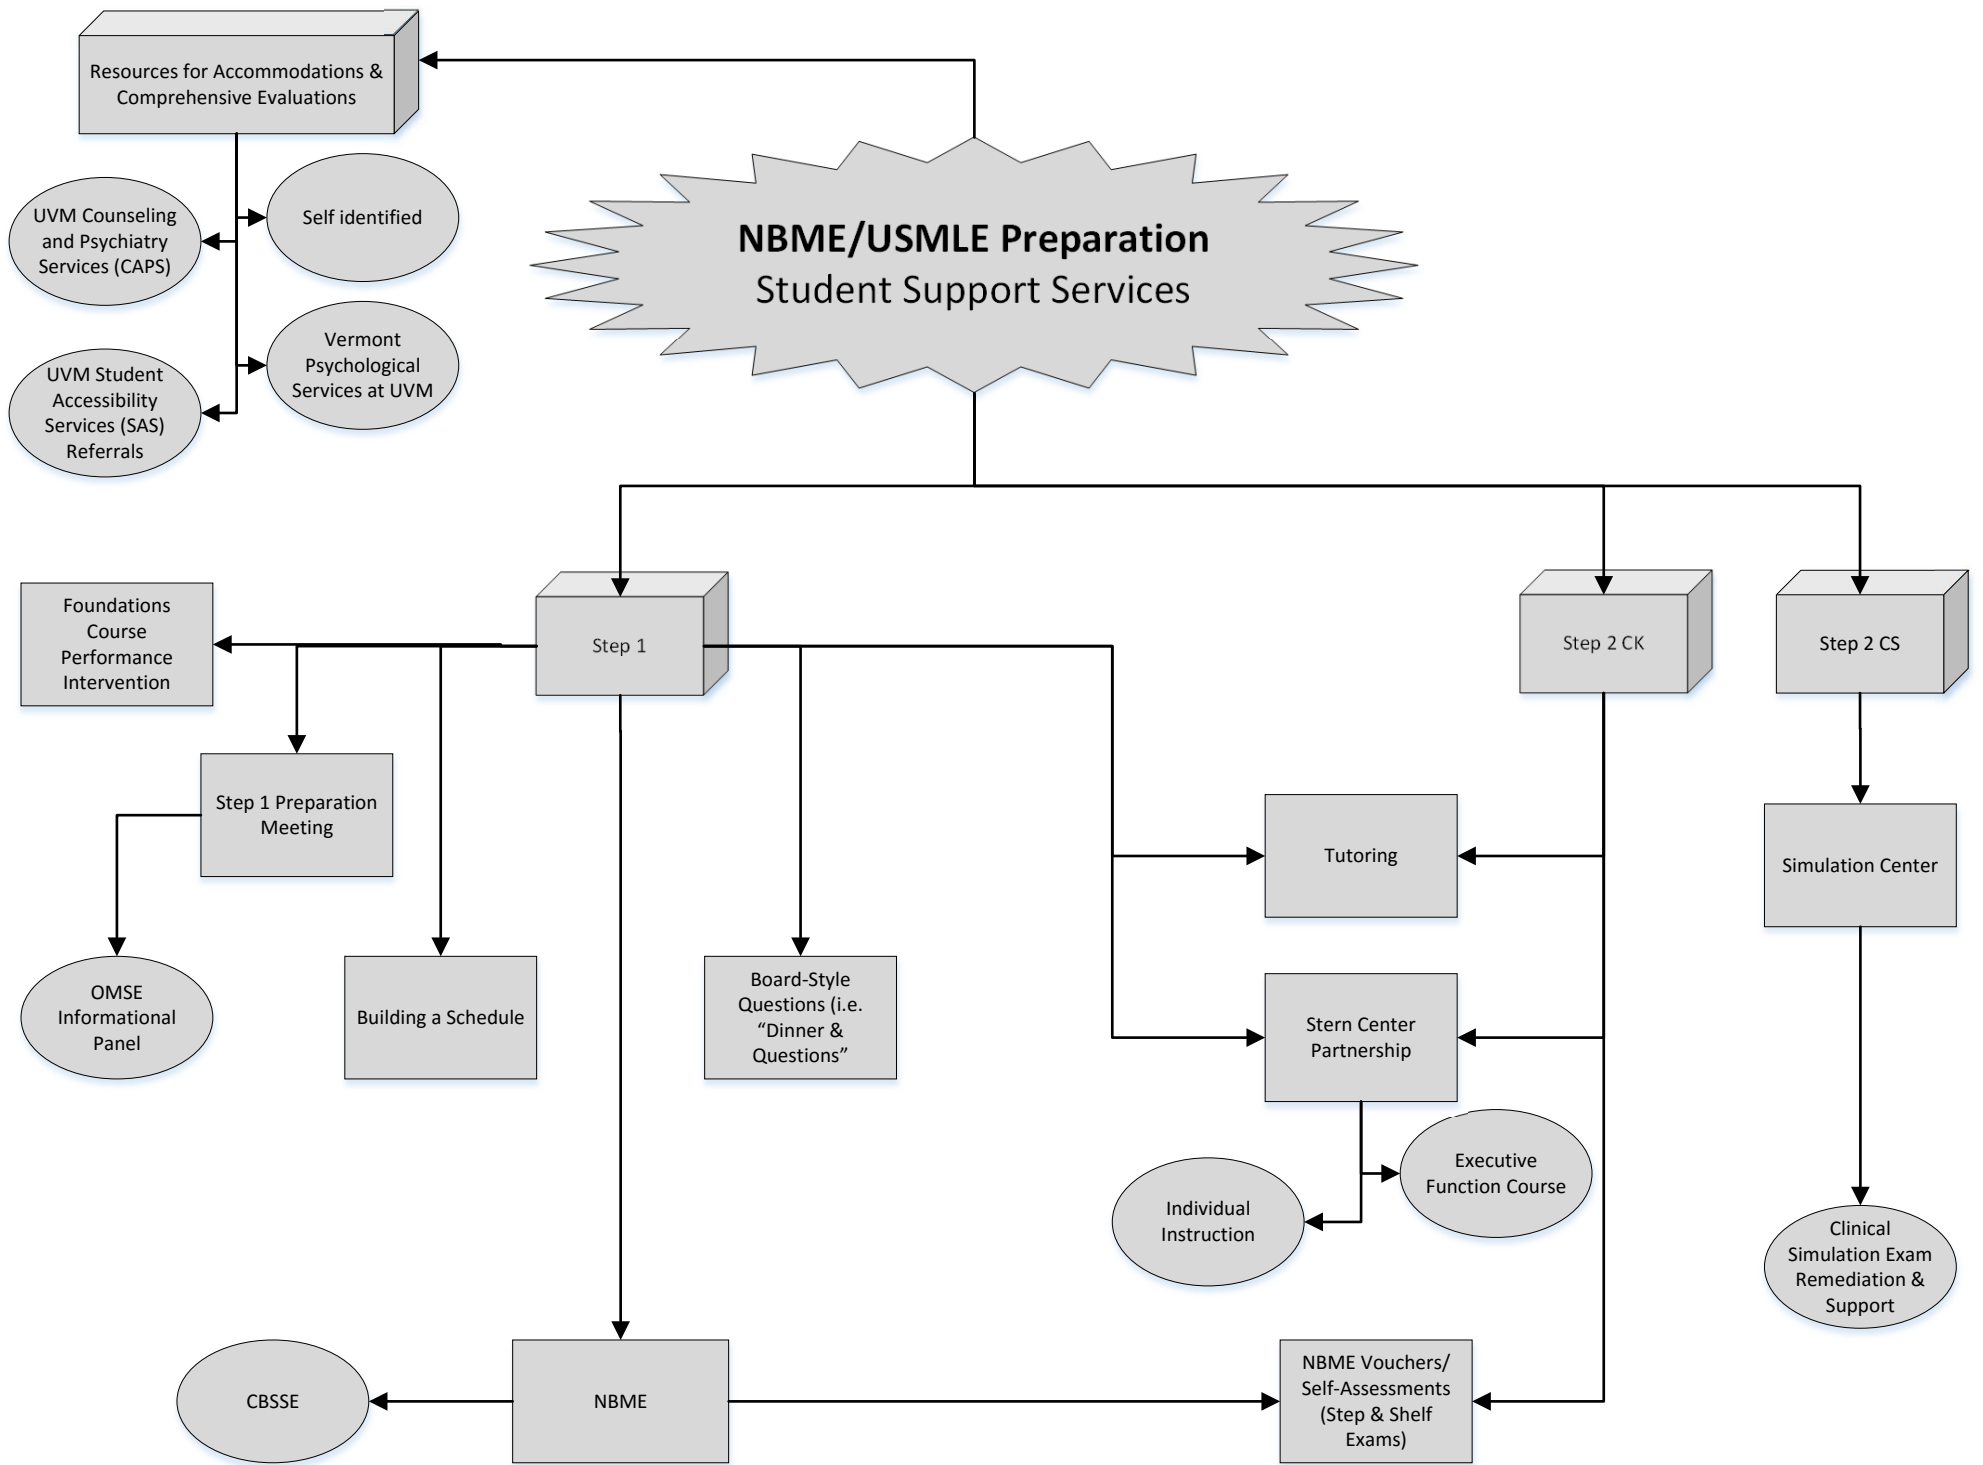 Resources for Accommodations &
Comprehensive Evaluations
UVM Counseling
and Psychiatry
Services (CAPS)
Self identified
UVM Student
Accessibility
Services (SAS)
Referrals
Vermont
Psychological
Services at UVM
NBME/USMLE Preparation
Student Support Services
Foundations
Course
Performance
Intervention
Step 1
Step 2 CK
Step 2 CS
Step 1 Preparation
Meeting
Tutoring
Simulation Center
OMSE
Informational
Panel
Building a Schedule
Board-Style
Questions (i.e.
“Dinner &
Questions”
Stern Center
Partnership
Individual
Instruction
Executive
Function Course
Clinical
Simulation Exam
Remediation &
Support
CBSSE
NBME
NBME Vouchers/
Self-Assessments
(Step & Shelf
Exams)